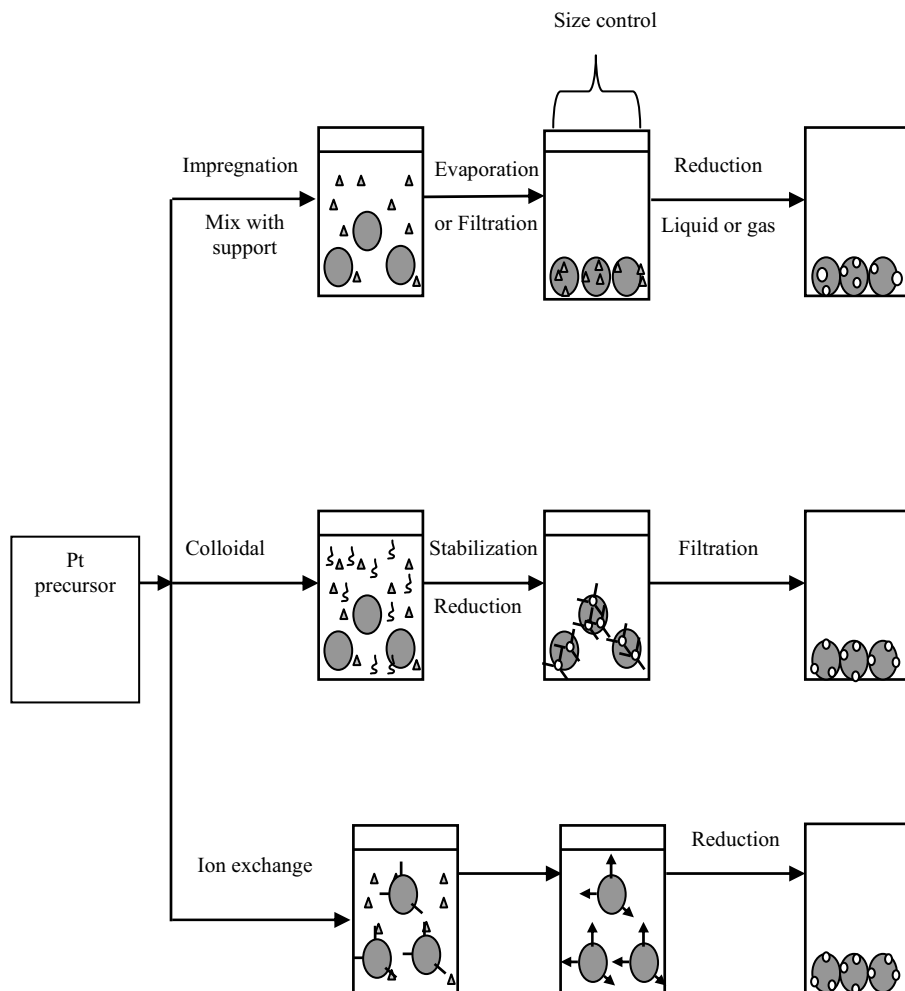 Size control
Impregnation
Mix with
support
Evaporation
or Filtration
Reduction
Liquid or gas
Pt
precursor
Colloidal
Stabilization
Reduction
Filtration
Ion exchange
Reduction